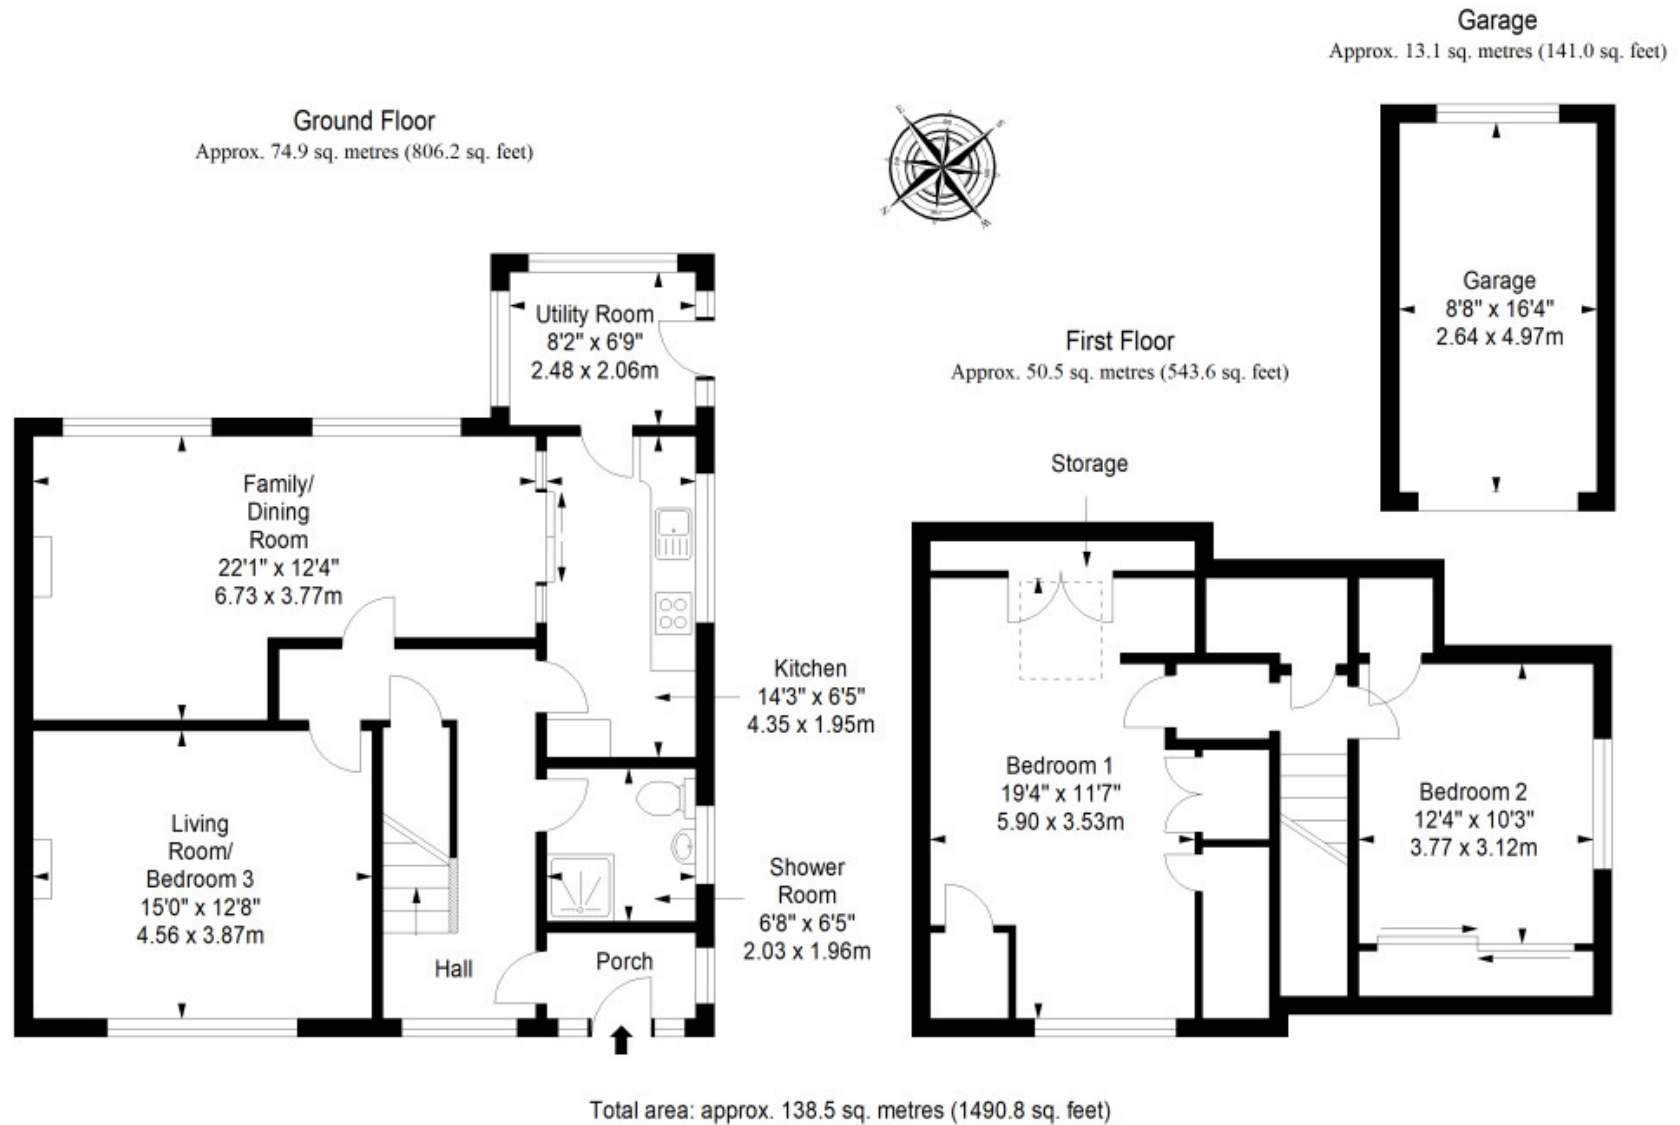 Garage
Approx. 13.1 sq. metres (141.0 sq. feet)
Ground Floor
Approx. 74.9 sq. metres (806.2 sq. feet)
Utility Room
8'2" x 6'9"
2.48 x 2.06m
Family/
Dining
Room
22'1" x 12'4"
6.73 x 3.77m
Kitchen
14'3" x 6'5"
4.35 x 1.95m
Living
Room/
Bedroom 3
15'0" x 12'8"
4.56 x 3.87m
Shower
Room
6'8" x 6'5"
2.03 x 1.96m
Hall
Porch
First Floor
Approx. 50.5 sq. metres (543.6 sq. feet)
Storage
Bedroom 1
19'4" x 11'7"
5.90 x 3.53m
Bedroom 2
12'4" x 10'3"
3.77 x 3.12m
Garage
8'8" x 16'4"
2.64 x 4.97m
E
S
N
W
Total area: approx. 138.5 sq. metres (1490.8 sq. feet)